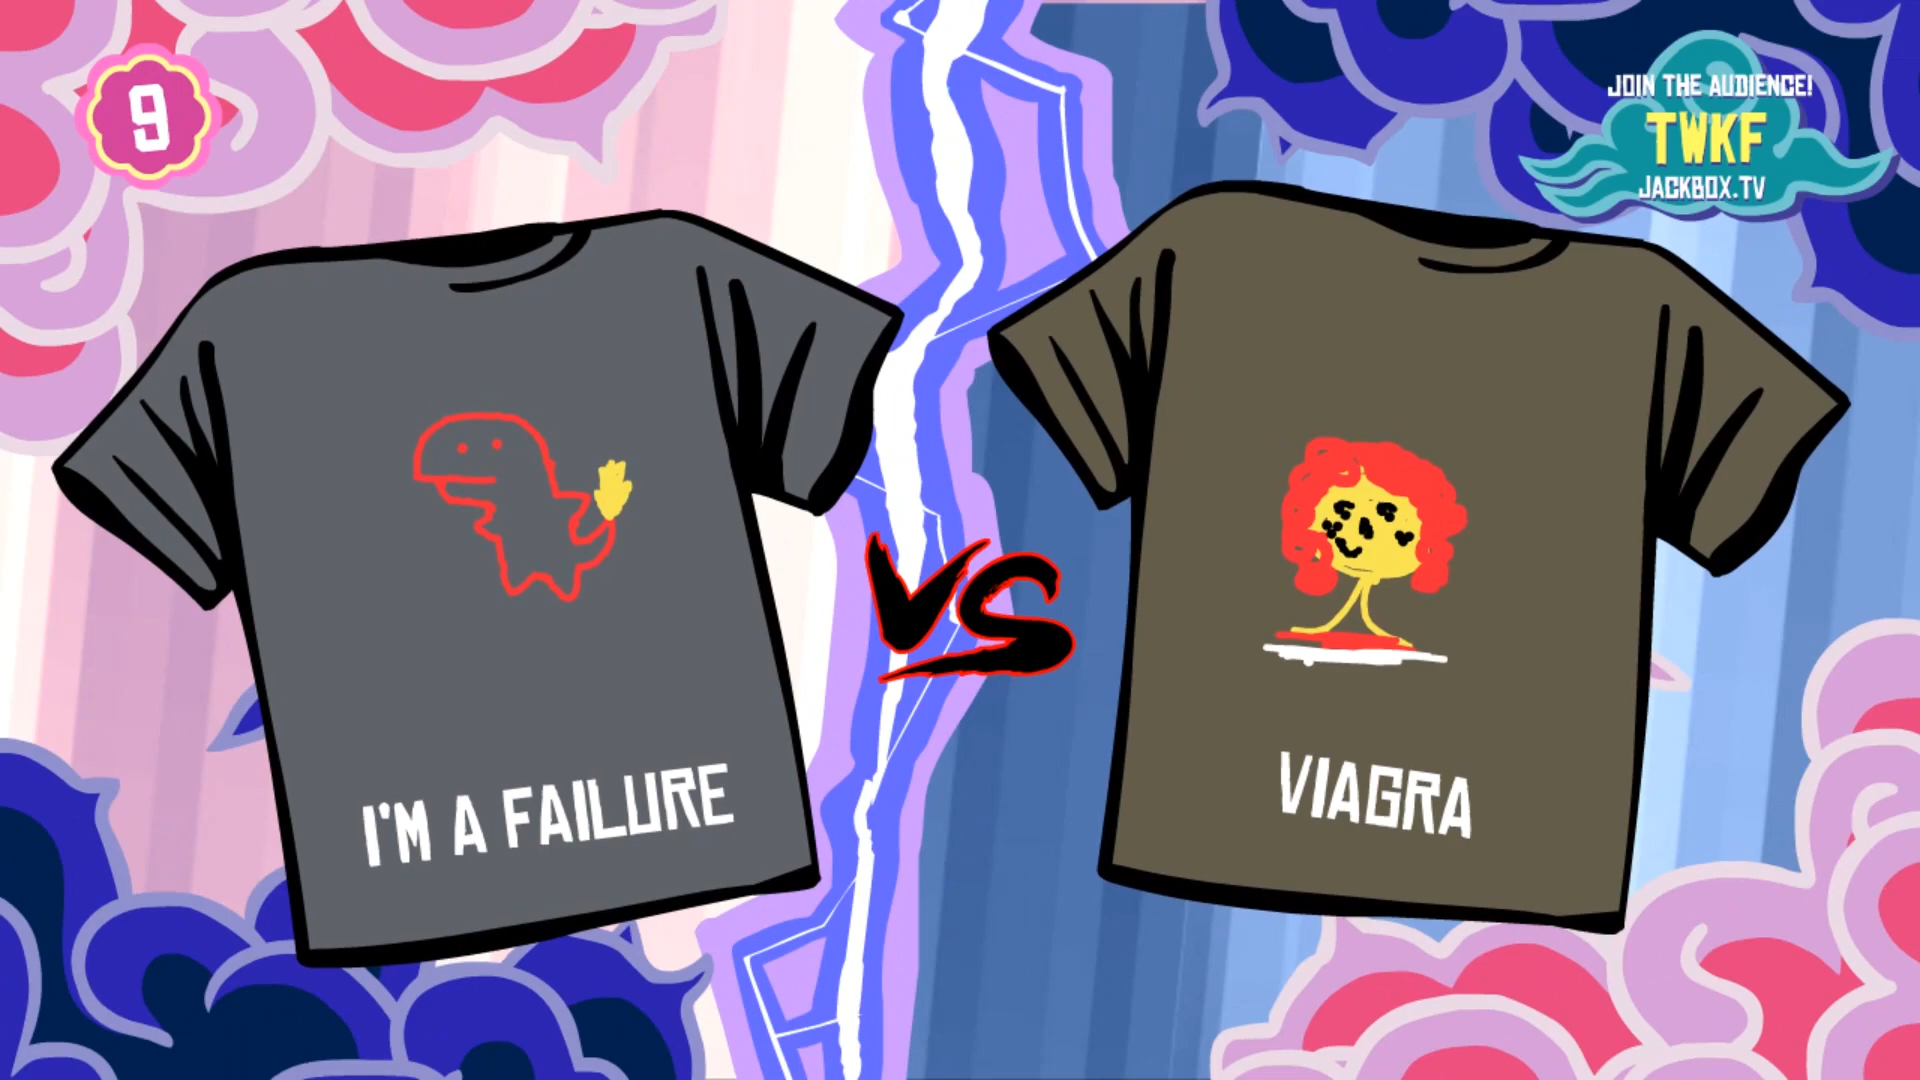 9
JOIN THE AUDIENCE!
TWKF
JACKBOX.TV
VS
I'M A FAILURE
VIAGRA